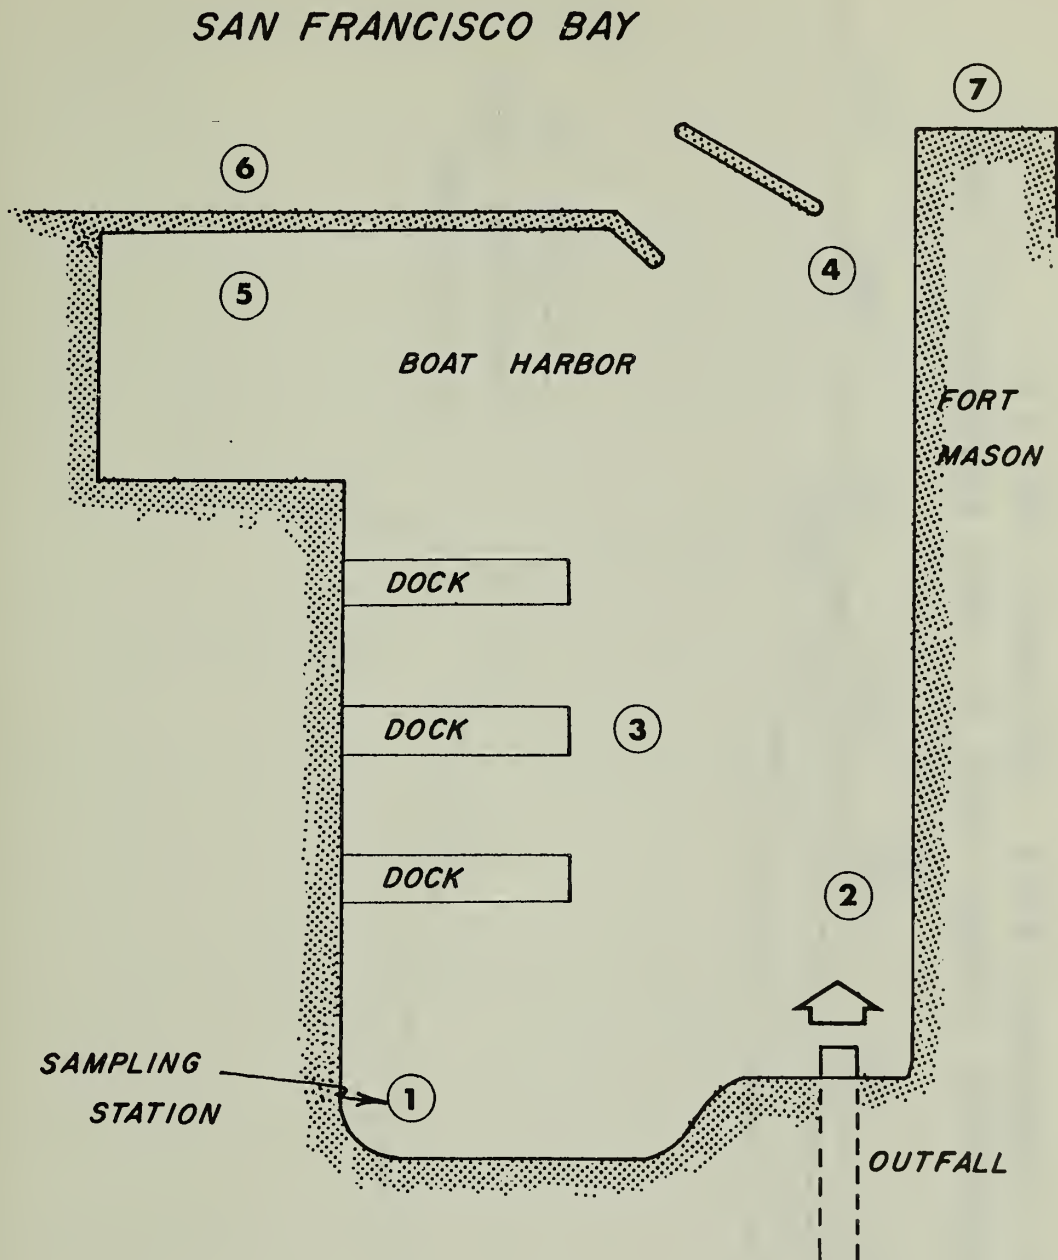 SAN FRANCISCO BAY
7
6
4
5
BOAT HARBOR
FORT
MASON
DOCK
DOCK
3
DOCK
2
SAMPLING
STATION
1
OUTFALL